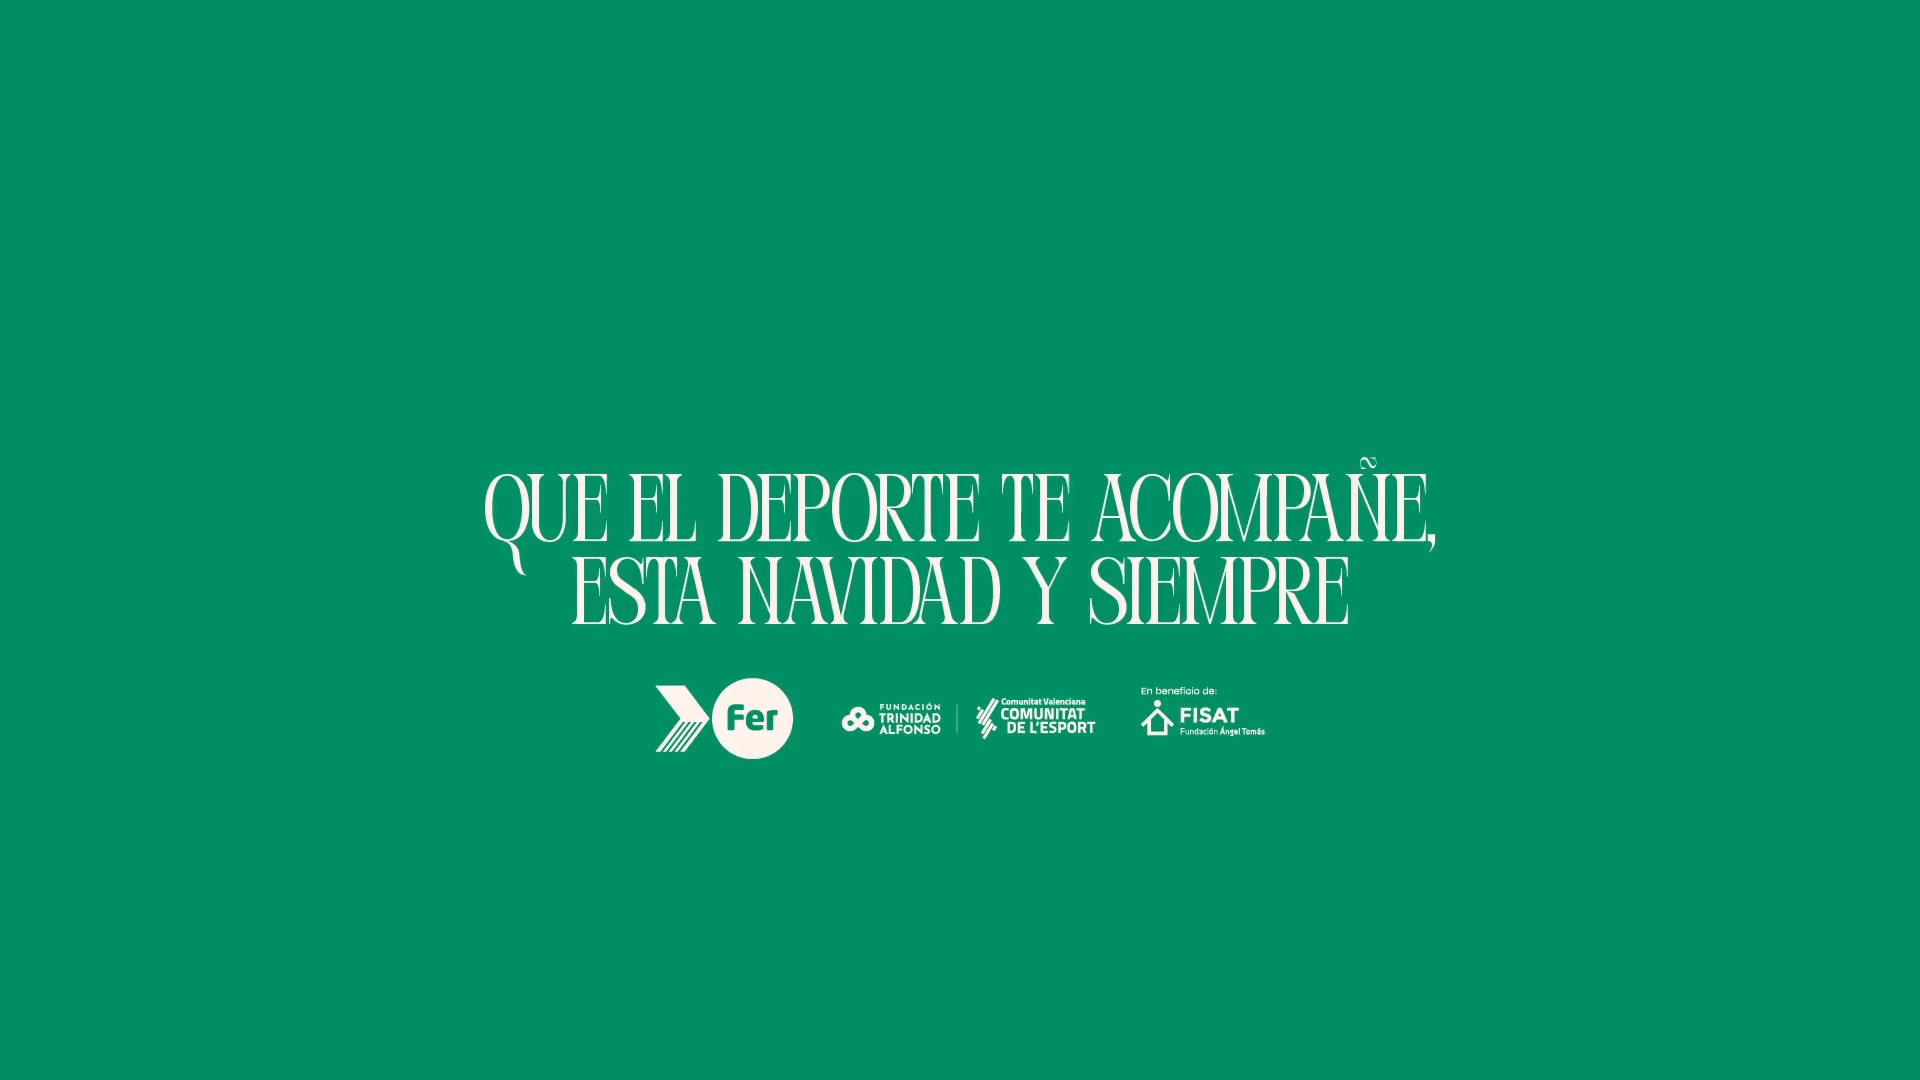 QUE EL DEPORTE TE ACOMPAÑE,
ESTA NAVIDAD Y SIEMPRE
Fer
FUNDACIÓN
TRINIDAD
ALFONSO
Comunitat Valenciana
COMUNITAT
DE L'ESPORT
En beneficio de:
FISAT
Fundación Ángel Tomás